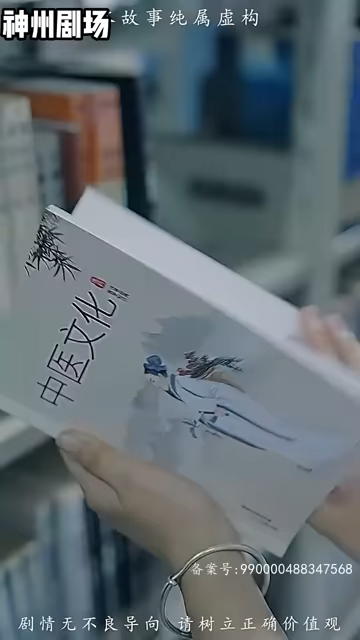 神州剧场
故事纯属虚构
中医文化
备案号:990000488347568
剧情无不良导向 请树立正确价值观